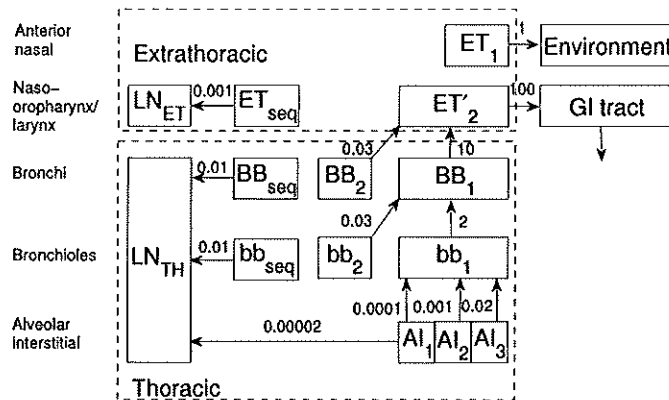 Anterior
nasal
Extrathoracic
ET1
1
Environment
Naso–
oropharynx/
larynx
LNET
0.001
ETseq
ET′2
100
GI tract
0.03
10
Bronchi
0.01
BBseq
BB2
BB1
0.03
2
Bronchioles
LNTH
0.01
bbseq
bb2
bb1
0.0001
0.001
0.02
Alveolar
interstitial
0.00002
AI1
AI2
AI3
Thoracic